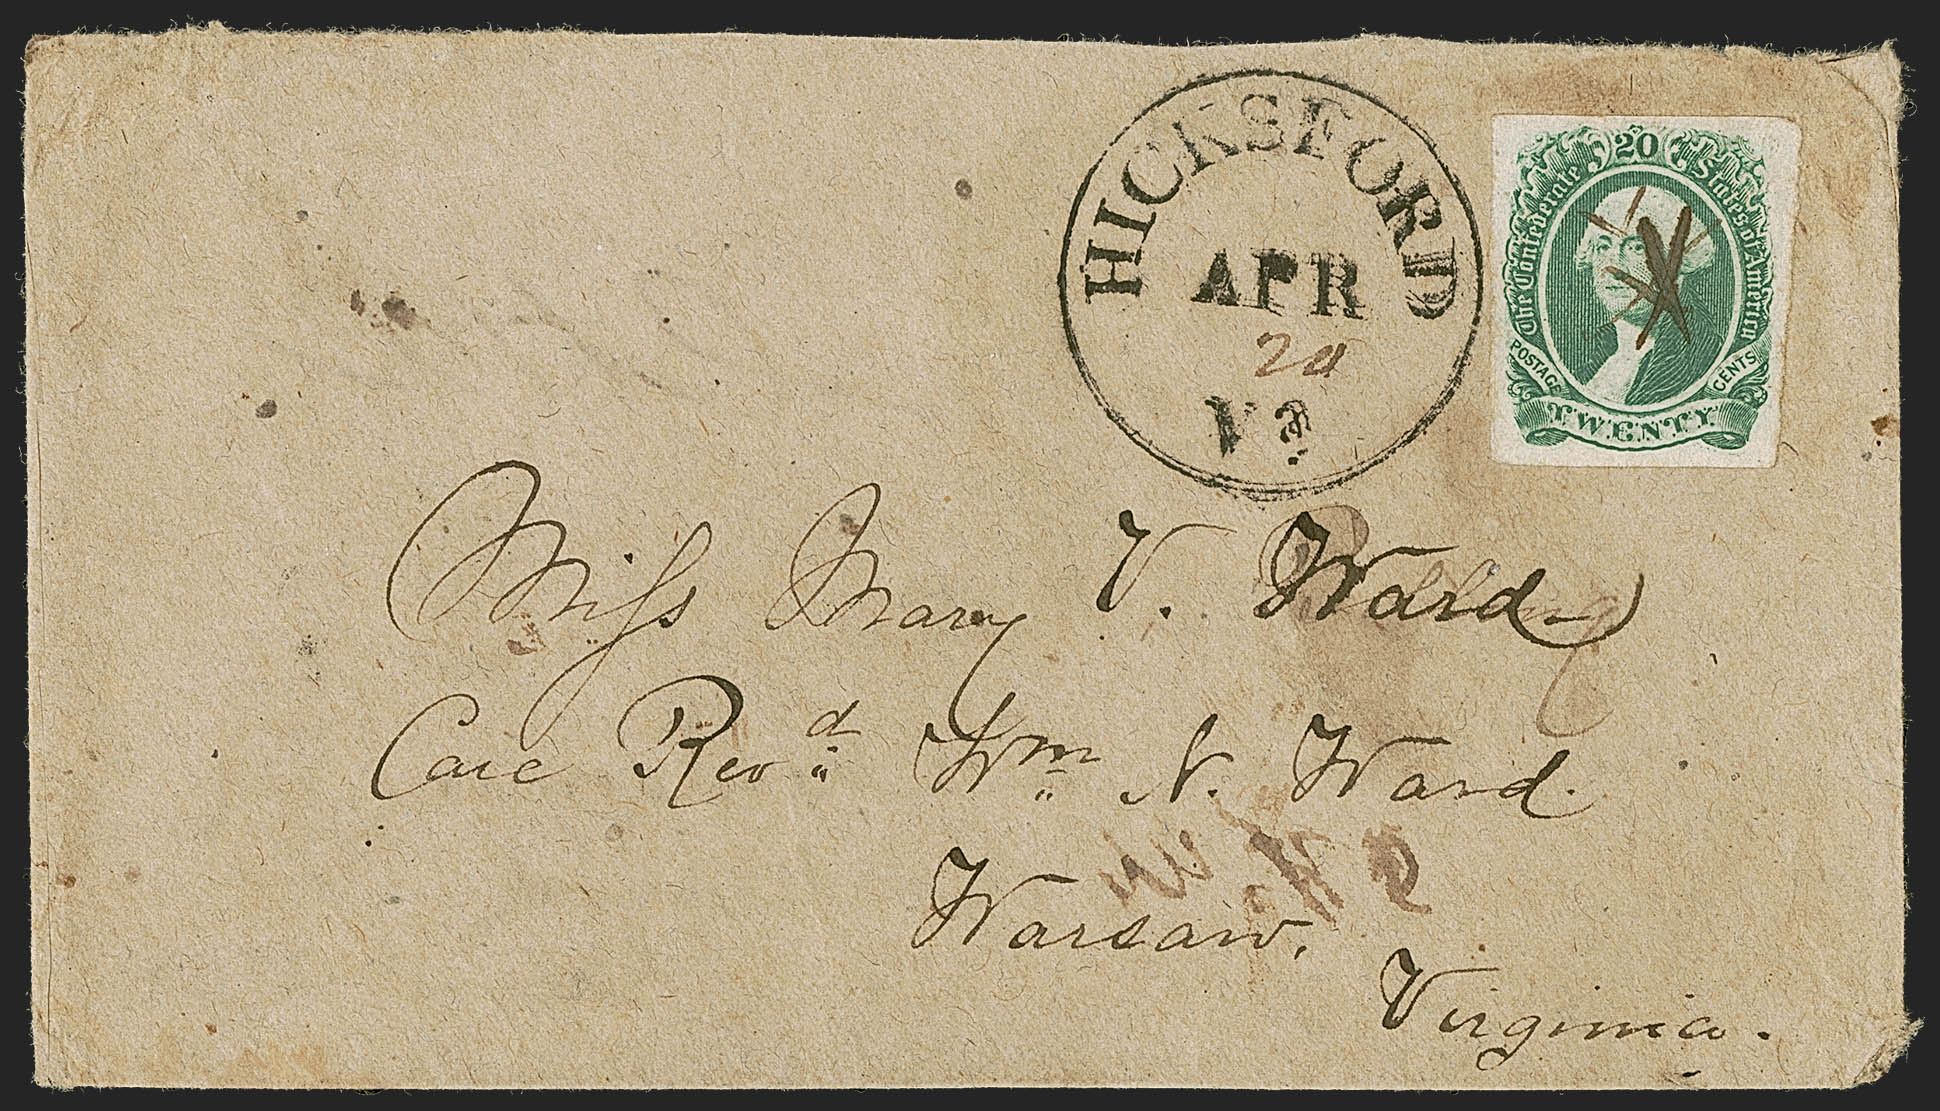 HICKSFORD
APR
20
Va.
20
The Confederate States of America
POSTAGE CENTS
TWENTY
Miss Mary V. Ward
Care Revd Wm N. Ward.
Warsaw,
Virginia.